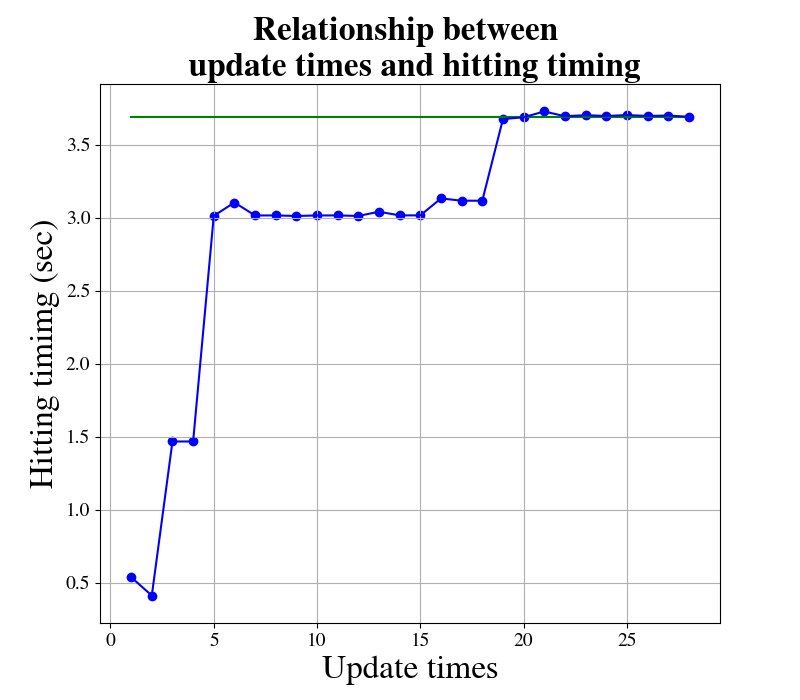 Relationship between
update times and hitting timing
Hitting timimg (sec)
3.5
3.0
2.5
2.0
1.5
1.0
0.5
0 5 10 15 20 25
Update times